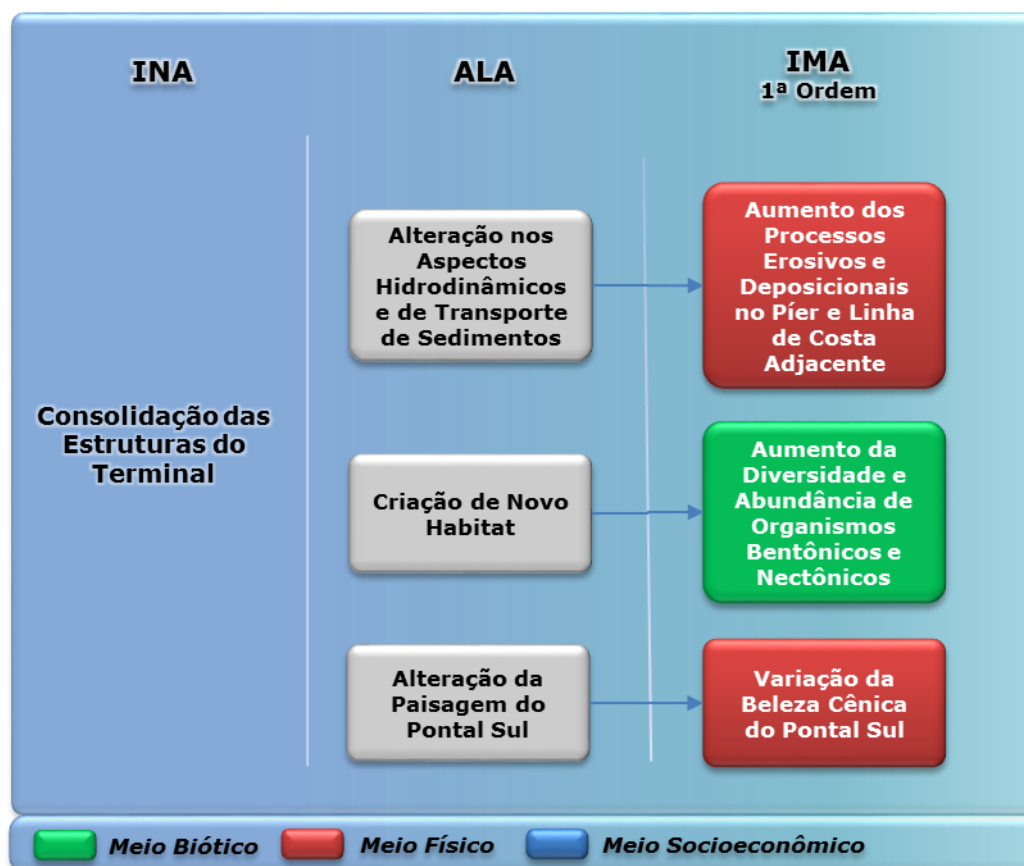 INA
ALA
IMA
1ª Ordem
Consolidação das
Estruturas do
Terminal
Alteração nos
Aspectos
Hidrodinâmicos
e de Transporte
de Sedimentos
Aumento dos
Processos
Erosivos e
Deposicionais
no Píer e Linha
de Costa
Adjacente
Criação de Novo
Habitat
Aumento da
Diversidade e
Abundância de
Organismos
Bentônicos e
Nectônicos
Alteração da
Paisagem do
Pontal Sul
Variação da
Beleza Cênica
do Pontal Sul
Meio Biótico
Meio Físico
Meio Socioeconômico